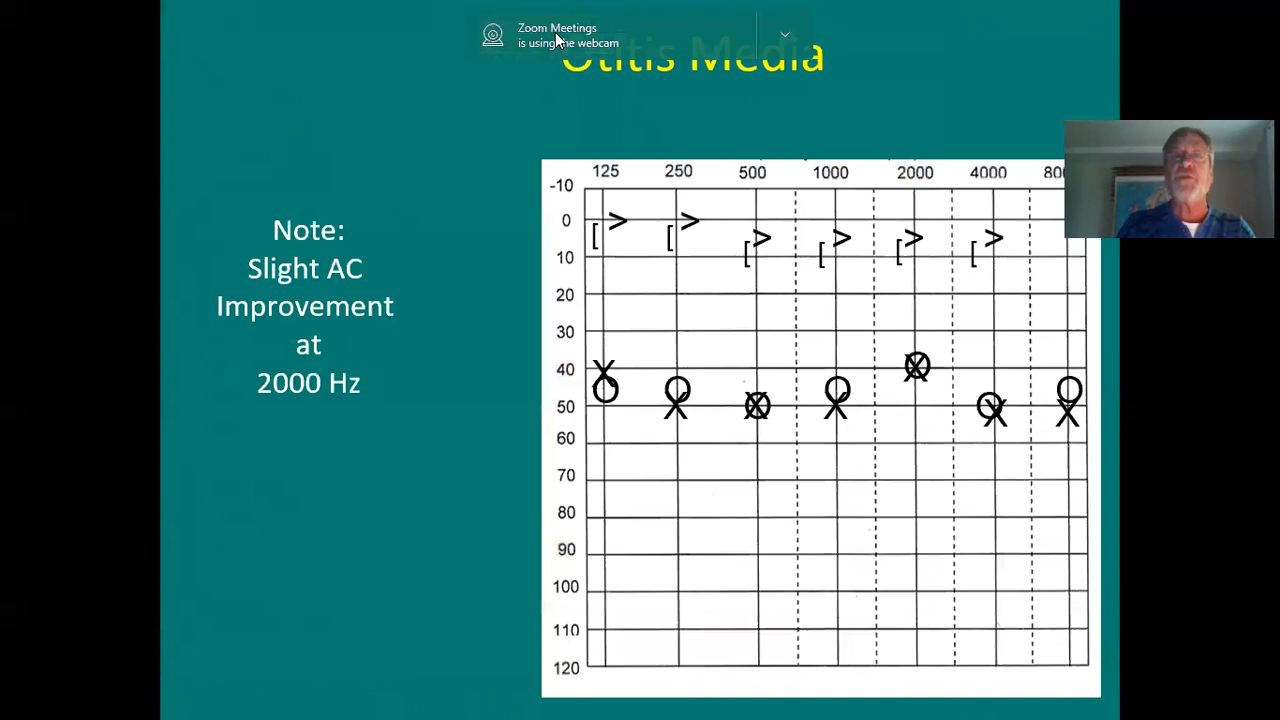 Zoom Meetings
is using the webcam
Otitis Media
Note:
Slight AC
Improvement
at
2000 Hz
125 250 500 1000 2000 4000
-10
0
10
20
30
40
50
60
70
80
90
100
110
120